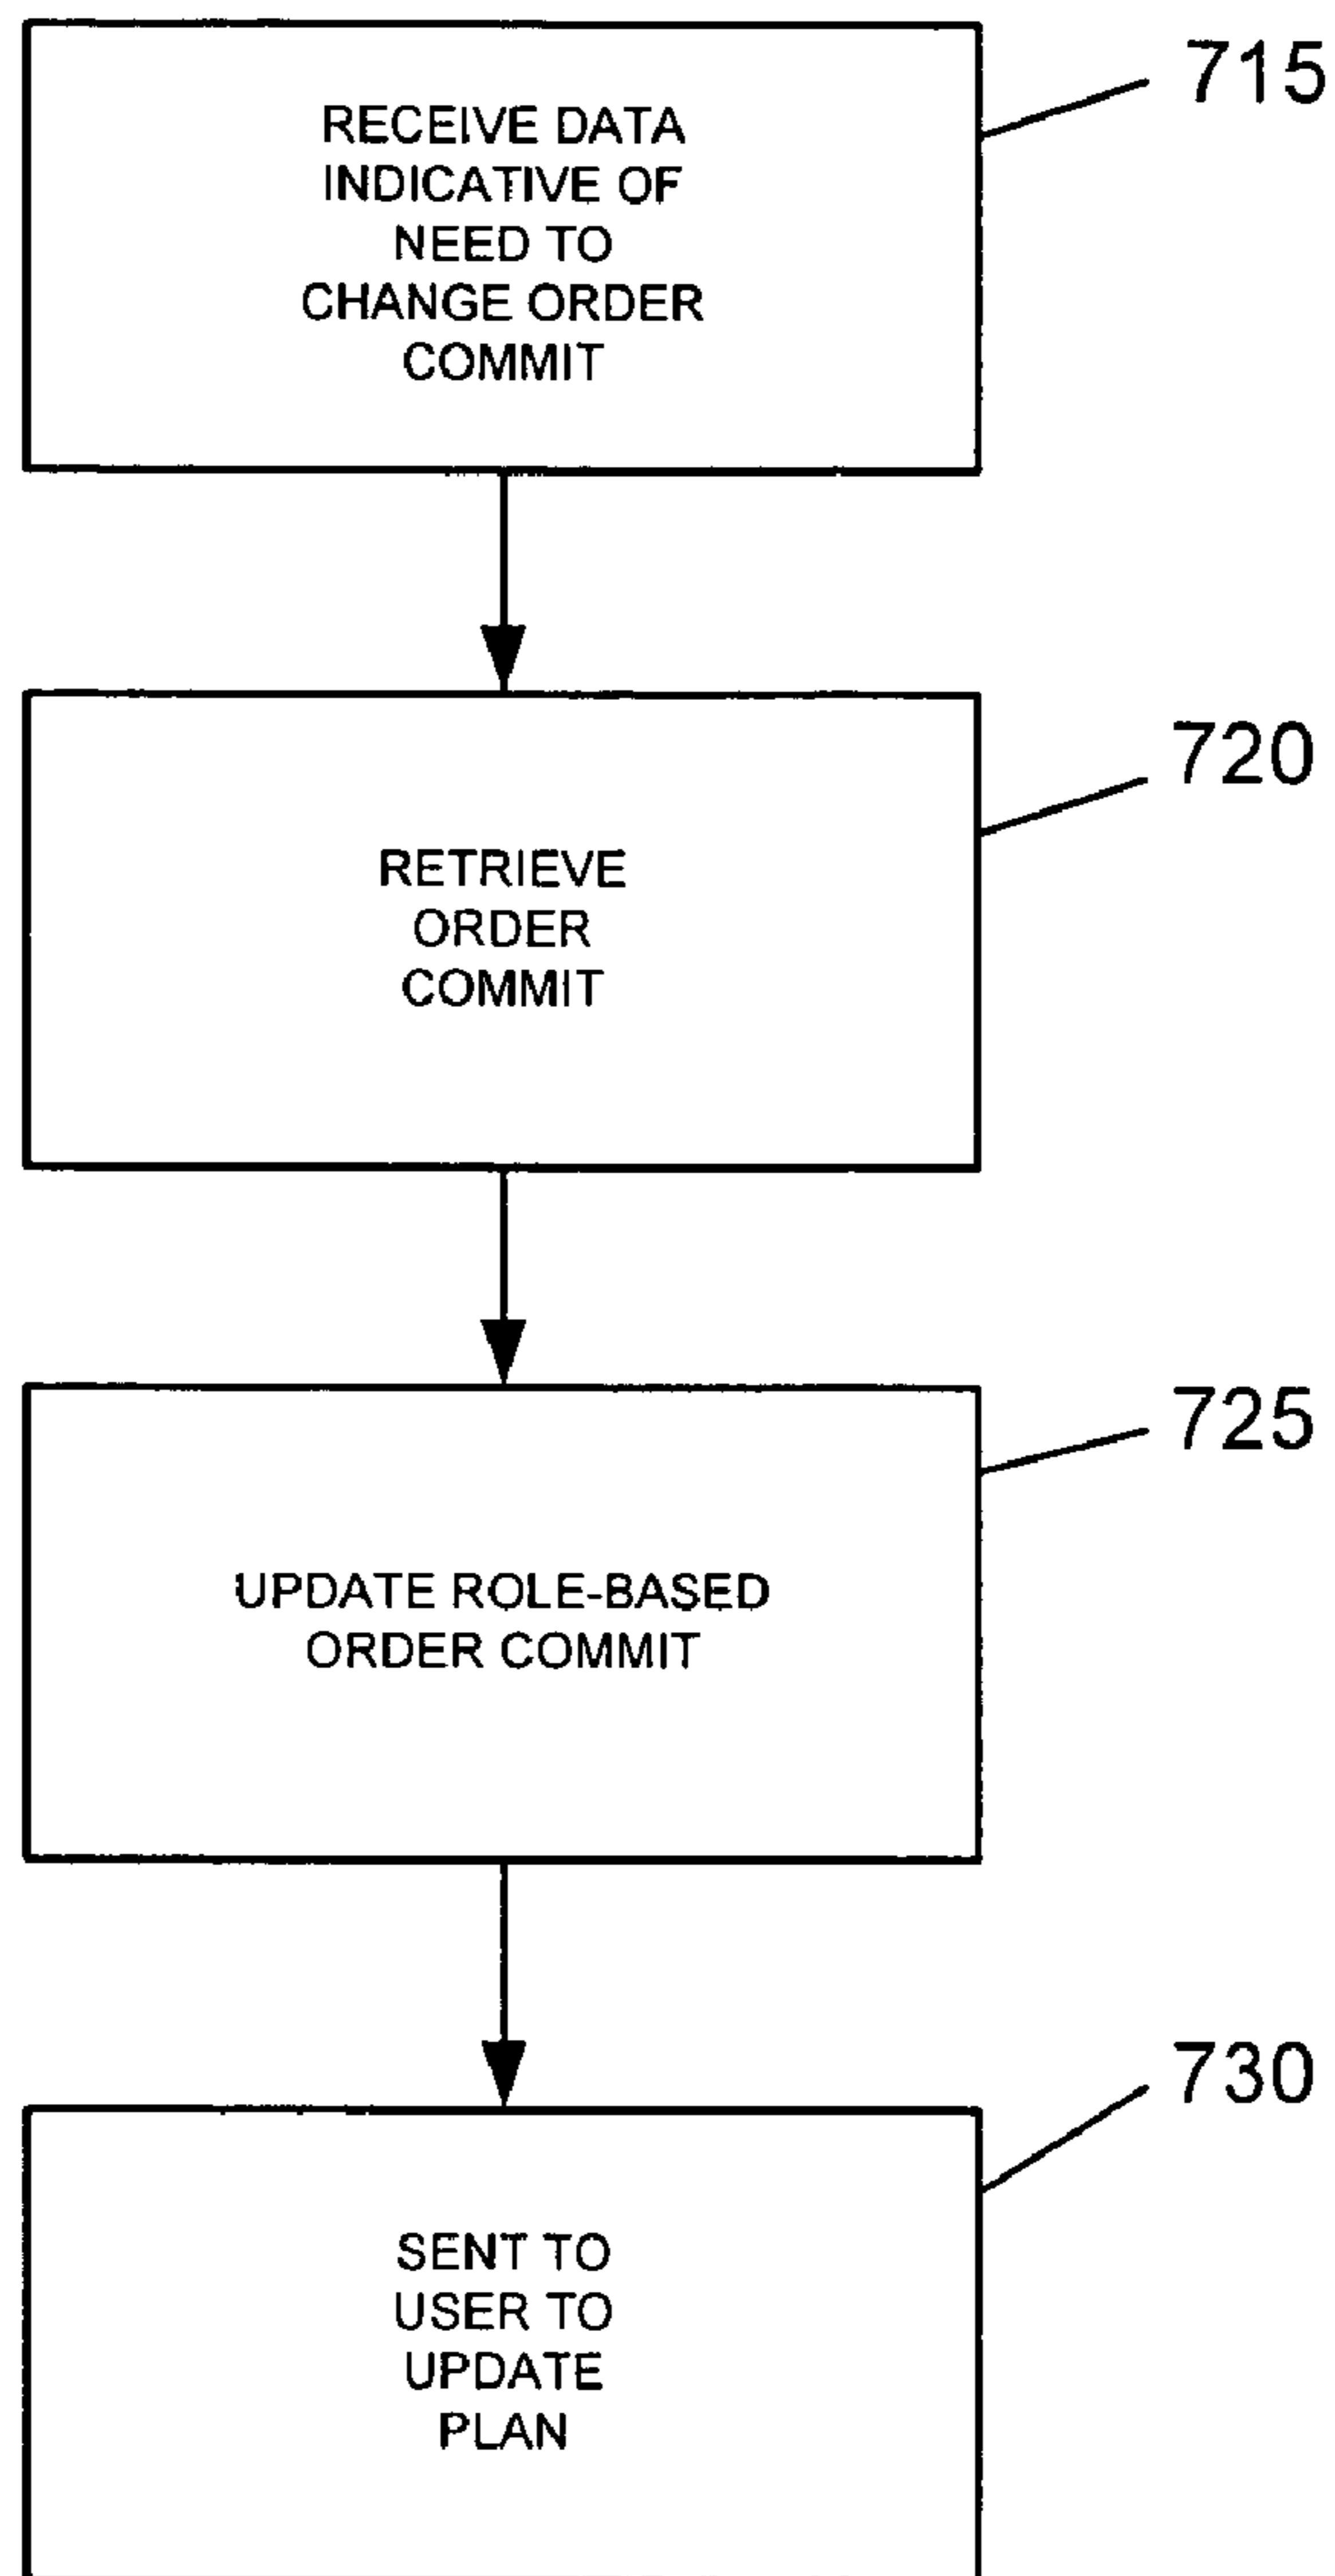 RECEIVE DATA
INDICATIVE OF
NEED TO
CHANGE ORDER
COMMIT
715
RETRIEVE
ORDER
COMMIT
720
UPDATE ROLE-BASED
ORDER COMMIT
725
SENT TO
USER TO
UPDATE
PLAN
730